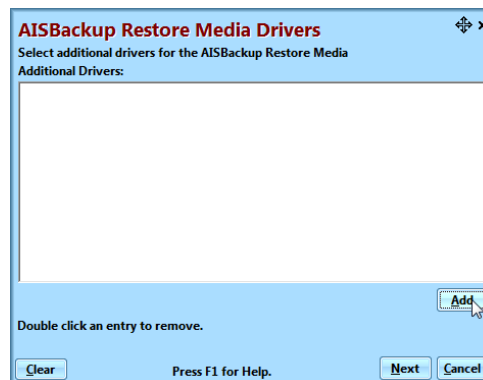 AISBackup Restore Media Drivers
Select additional drivers for the AISBackup Restore Media
Additional Drivers:
Add
Double click an entry to remove.
Clear Press F1 for Help. Next Cancel